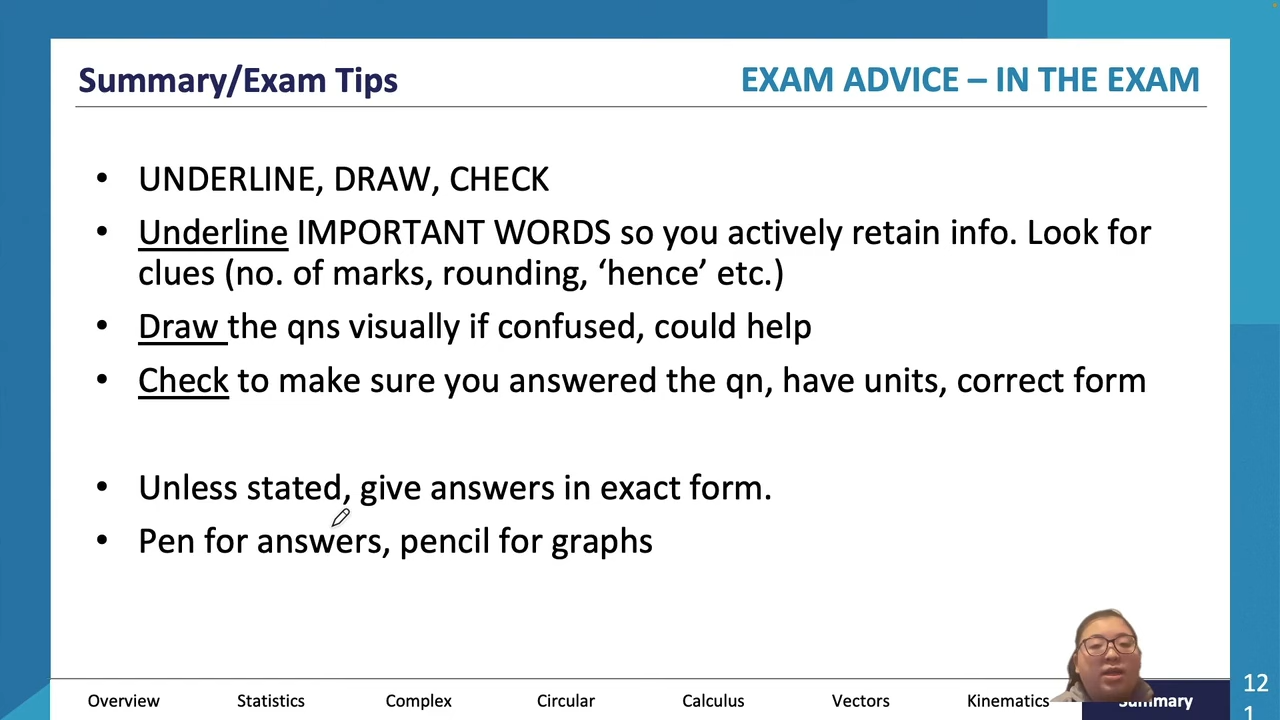 Summary/Exam Tips
EXAM ADVICE – IN THE EXAM
• UNDERLINE, DRAW, CHECK
• Underline IMPORTANT WORDS so you actively retain info. Look for
clues (no. of marks, rounding, ‘hence’ etc.)
• Draw the qns visually if confused, could help
• Check to make sure you answered the qn, have units, correct form
• Unless stated, give answers in exact form.
• Pen for answers, pencil for graphs
Overview Statistics Complex Circular Calculus Vectors Kinematics Summary
12
1